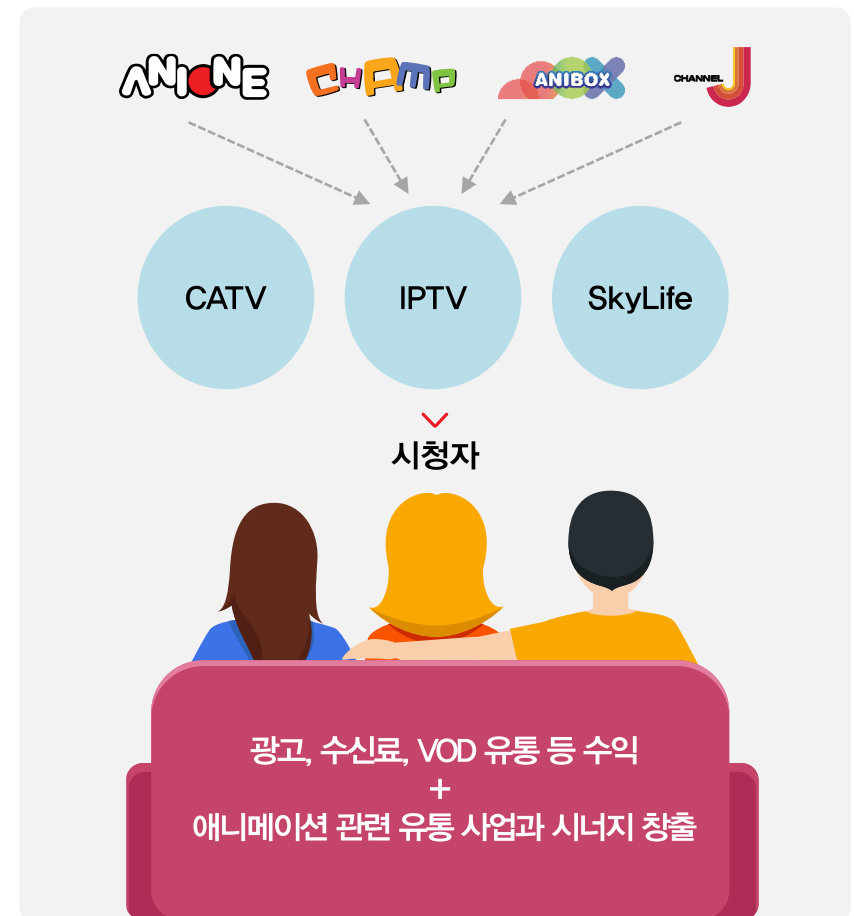 ANIONE
CHAMP
ANIBOX
CHANNEL J
CATV
IPTV
SkyLife
시청자
광고, 수신료, VOD 유통 등 수익
+
애니메이션 관련 유통 사업과 시너지 창출